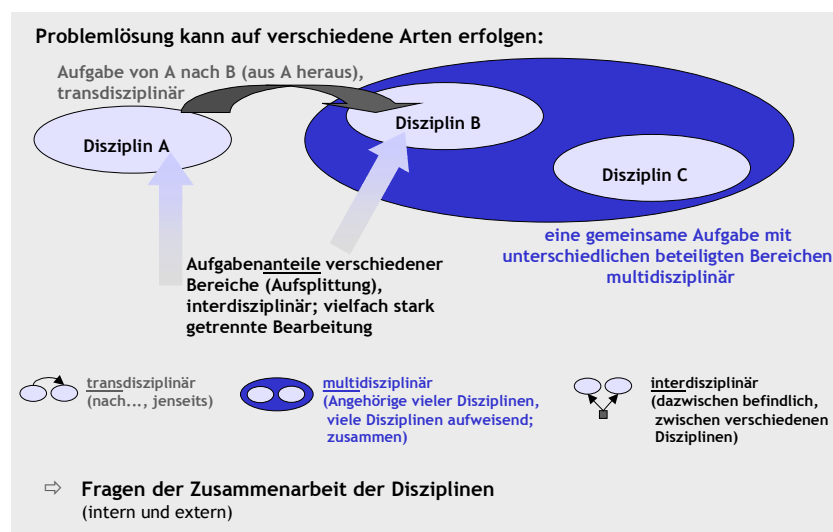 Problemlösung kann auf verschiedene Arten erfolgen:
Aufgabe von A nach B (aus A heraus),
transdisziplinär
Disziplin A
Disziplin B
Disziplin C
eine gemeinsame Aufgabe mit
unterschiedlichen beteiligten Bereichen
multidisziplinär
Aufgabenanteile verschiedener
Bereiche (Aufsplittung),
interdisziplinär; vielfach stark
getrennte Bearbeitung
transdisziplinär
(nach..., jenseits)
multidisziplinär
(Angehörige vieler Disziplinen,
viele Disziplinen aufweisend;
zusammen)
interdisziplinär
(dazwischen befindlich,
zwischen verschiedenen
Disziplinen)
⇨ Fragen der Zusammenarbeit der Disziplinen
(intern und extern)